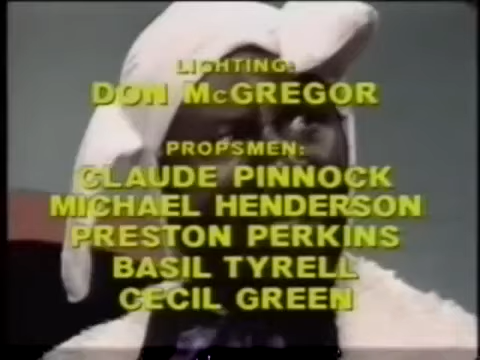 LIGHTING:
DON McGREGOR
PROPSMEN:
CLAUDE PINNOCK
MICHAEL HENDERSON
PRESTON PERKINS
BASIL TYRELL
CECIL GREEN